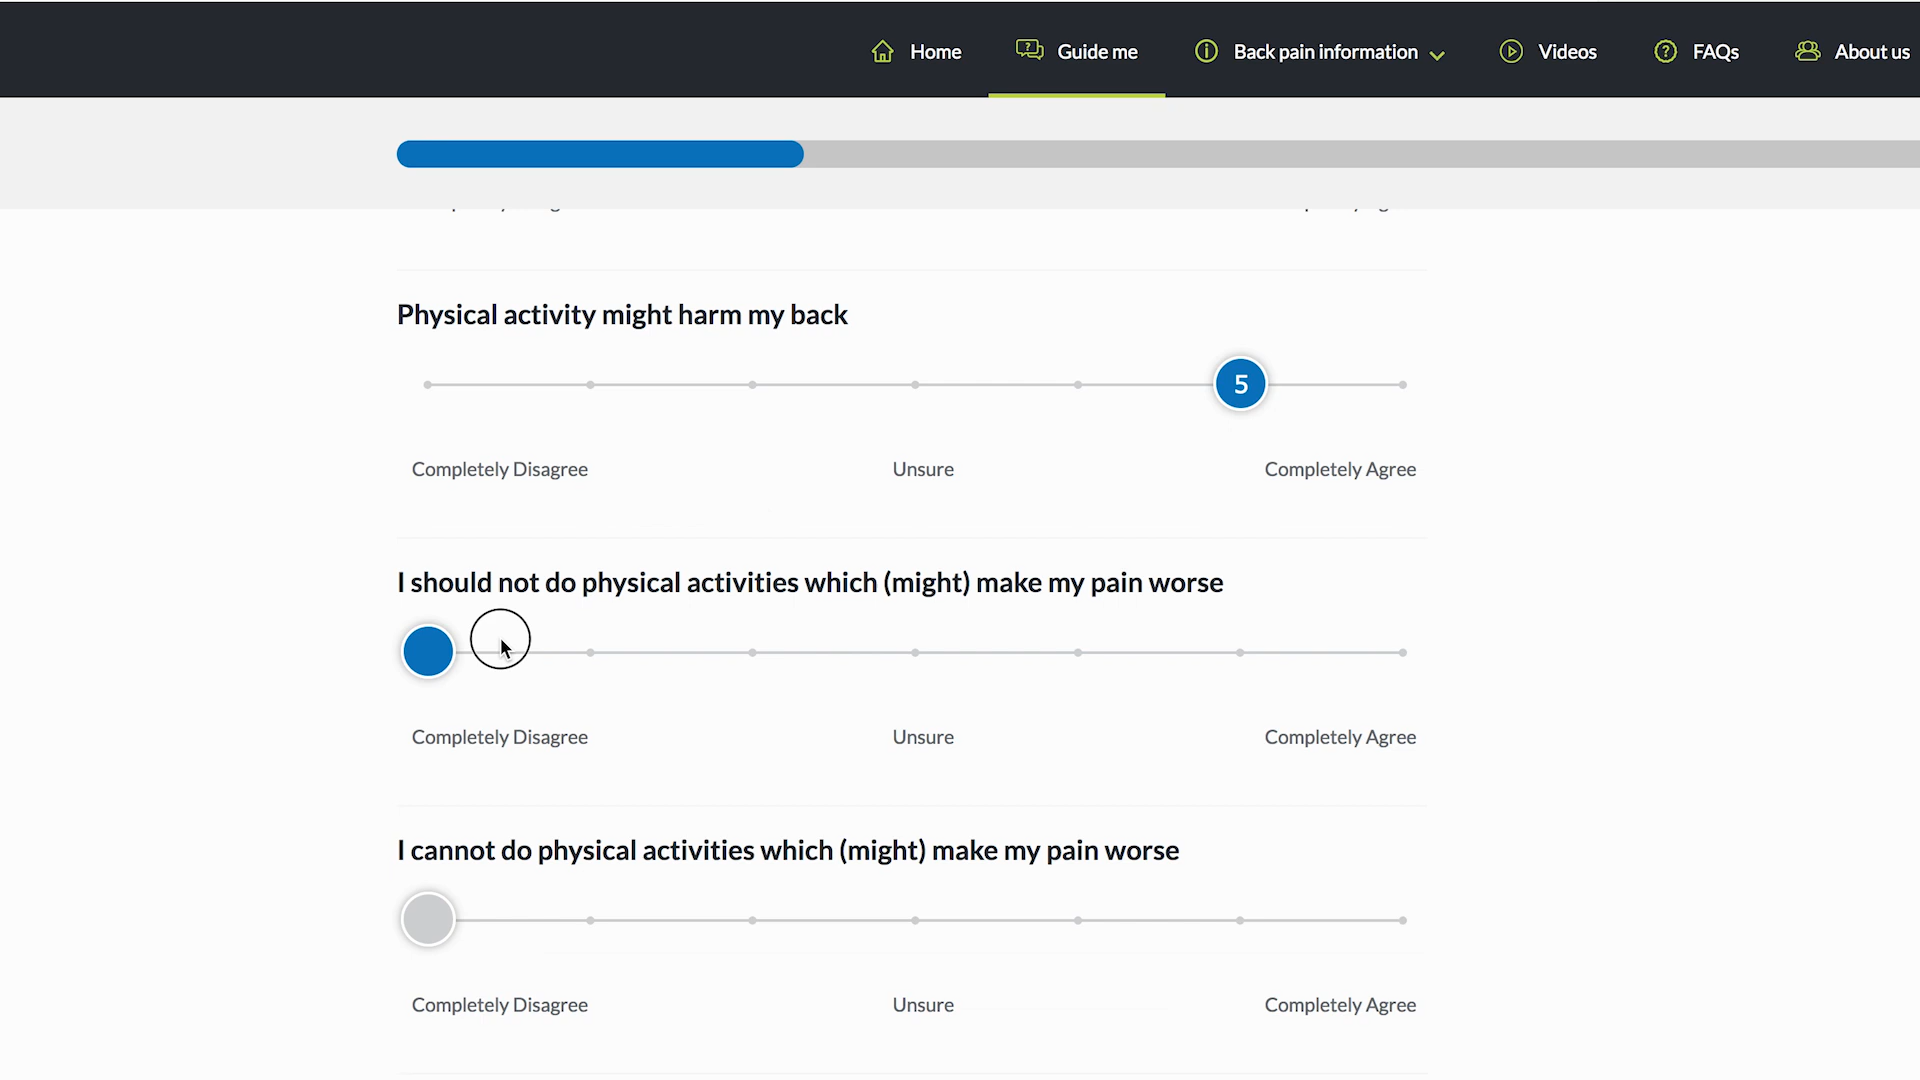 Home Guide me Back pain information Videos FAQs About us
Physical activity might harm my back
5
Completely Disagree Unsure Completely Agree
I should not do physical activities which (might) make my pain worse
Completely Disagree Unsure Completely Agree
I cannot do physical activities which (might) make my pain worse
Completely Disagree Unsure Completely Agree